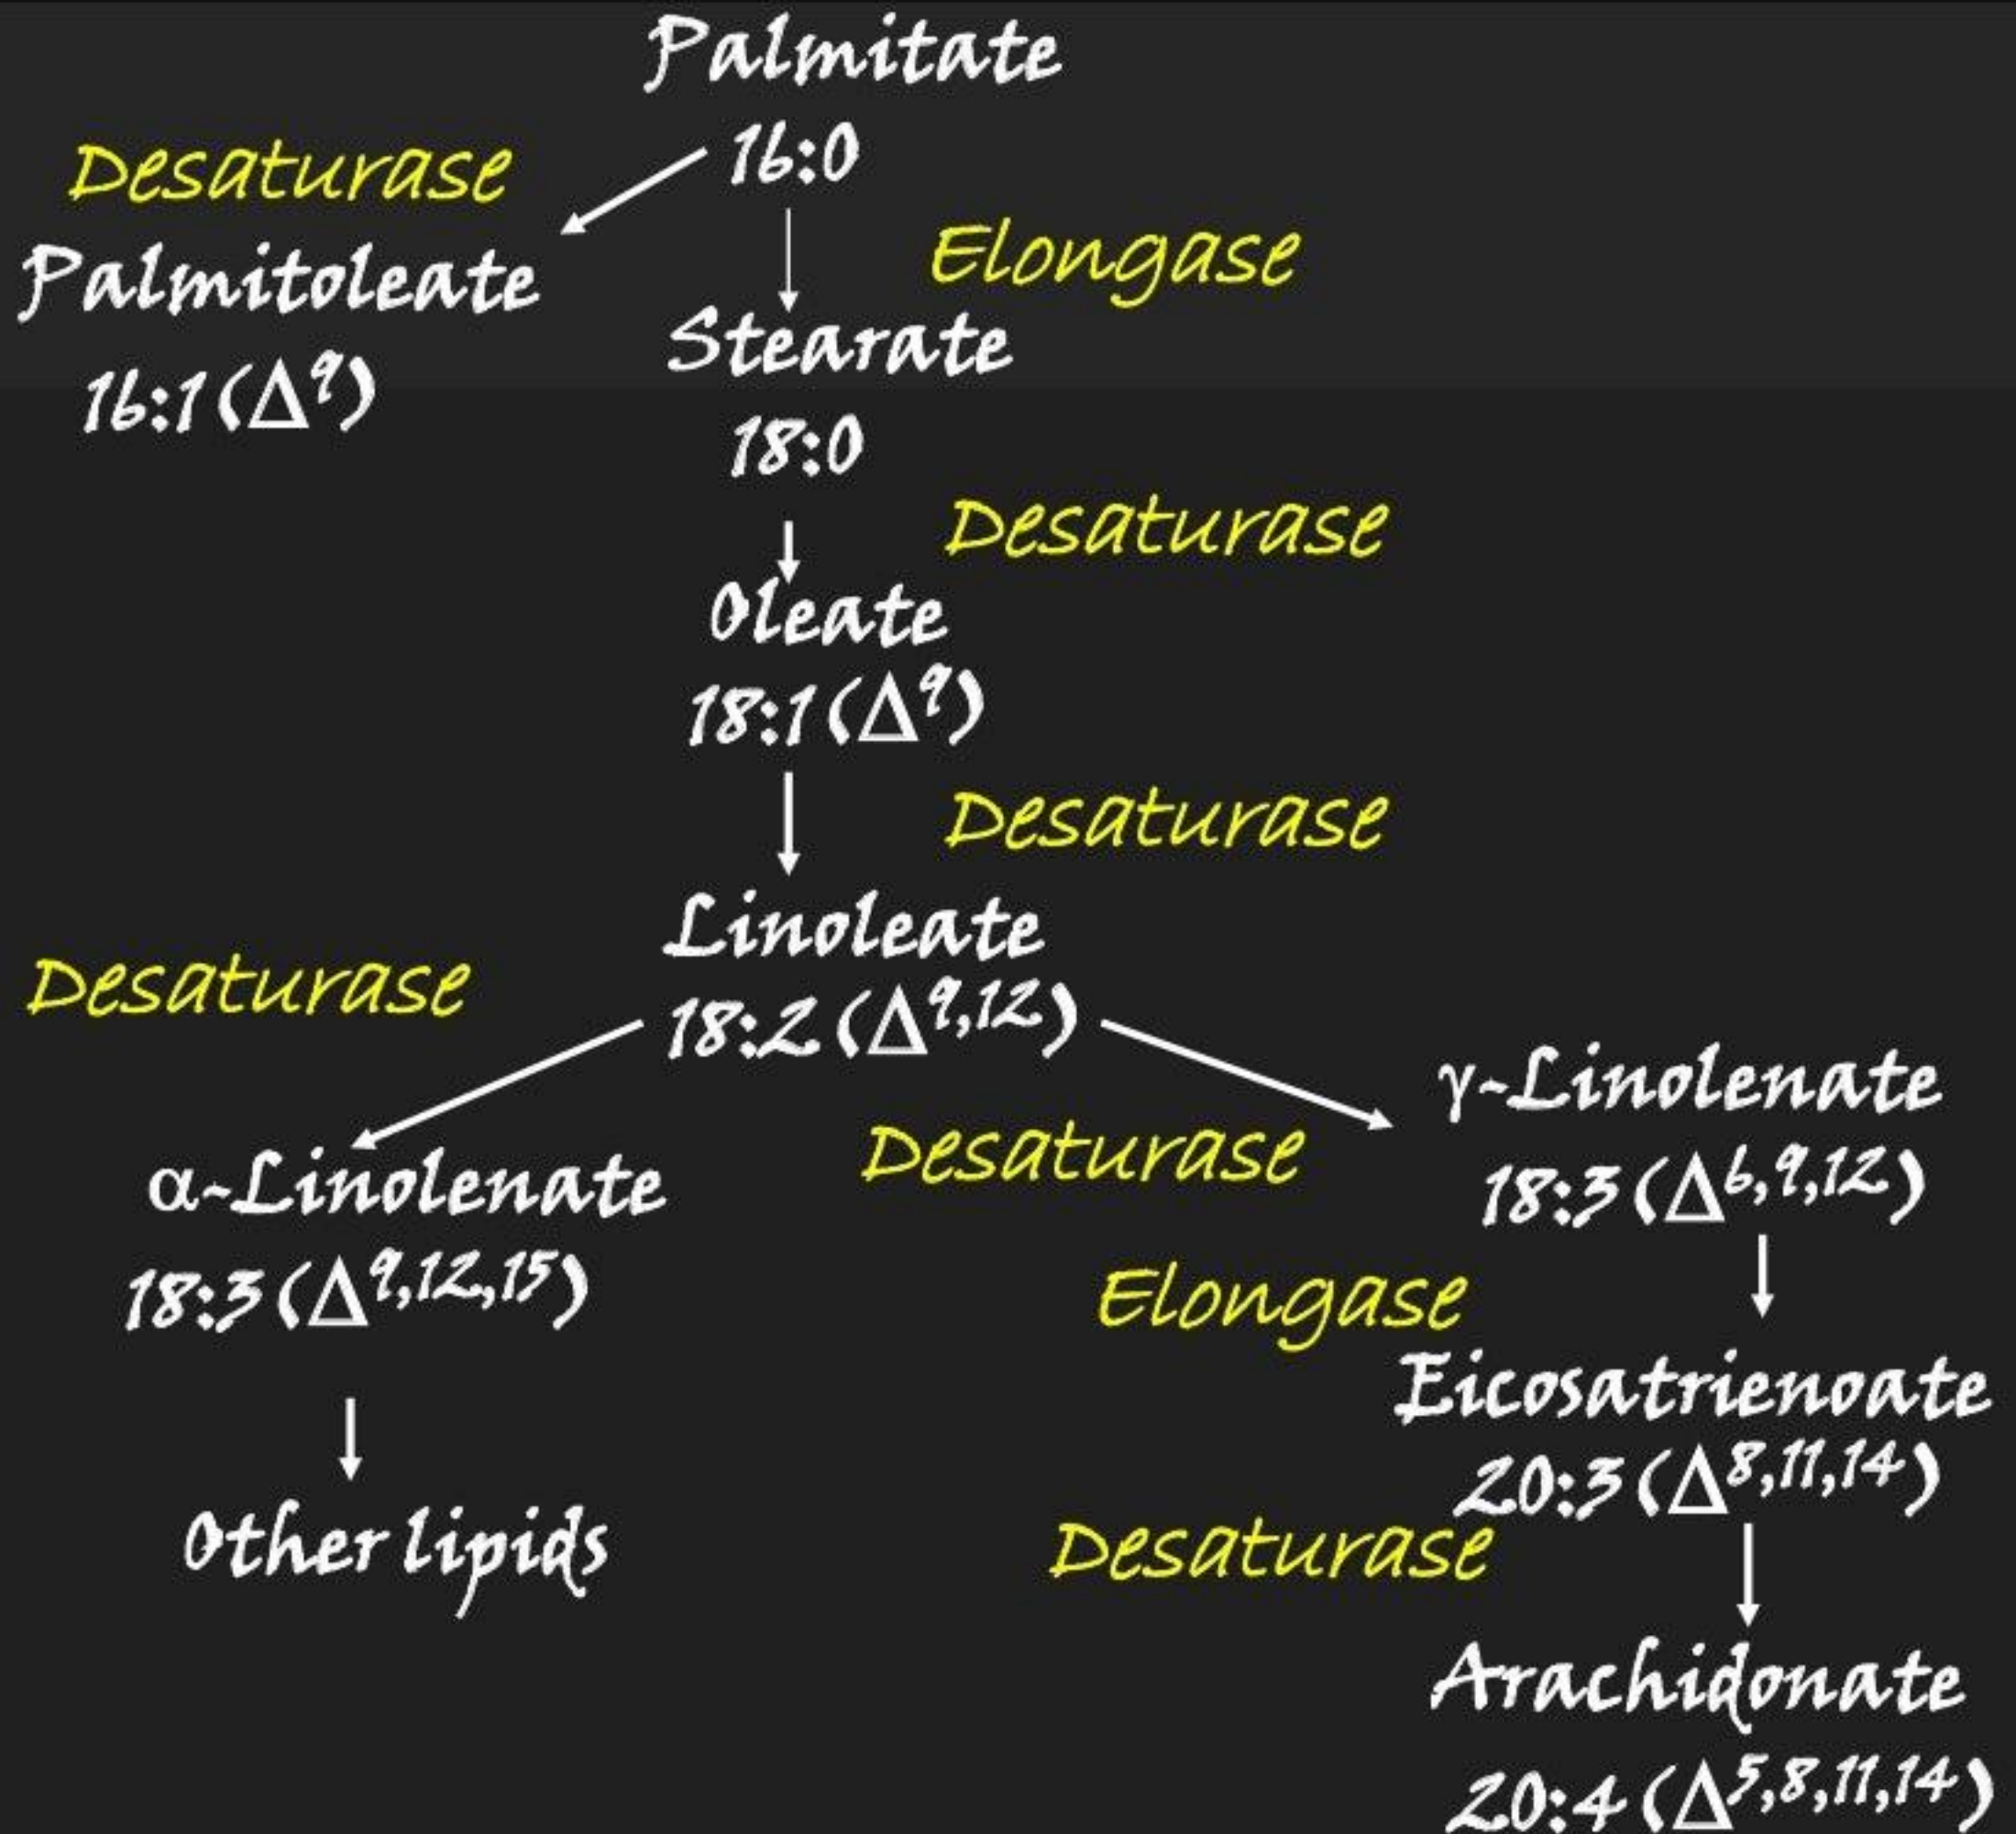 Palmitate
16:0
Desaturase
Palmitoleate
16:1(Δ⁹)
Elongase
Stearate
18:0
Desaturase
Oleate
18:1(Δ⁹)
Desaturase
Linoleate
18:2(Δ⁹,¹²)
Desaturase
α-Linolenate
18:3(Δ⁹,¹²,¹⁵)
Other lipids
Desaturase
γ-Linolenate
18:3(Δ⁶,⁹,¹²)
Elongase
Eicosatrienoate
20:3(Δ⁸,¹¹,¹⁴)
Desaturase
Arachidonate
20:4(Δ⁵,⁸,¹¹,¹⁴)